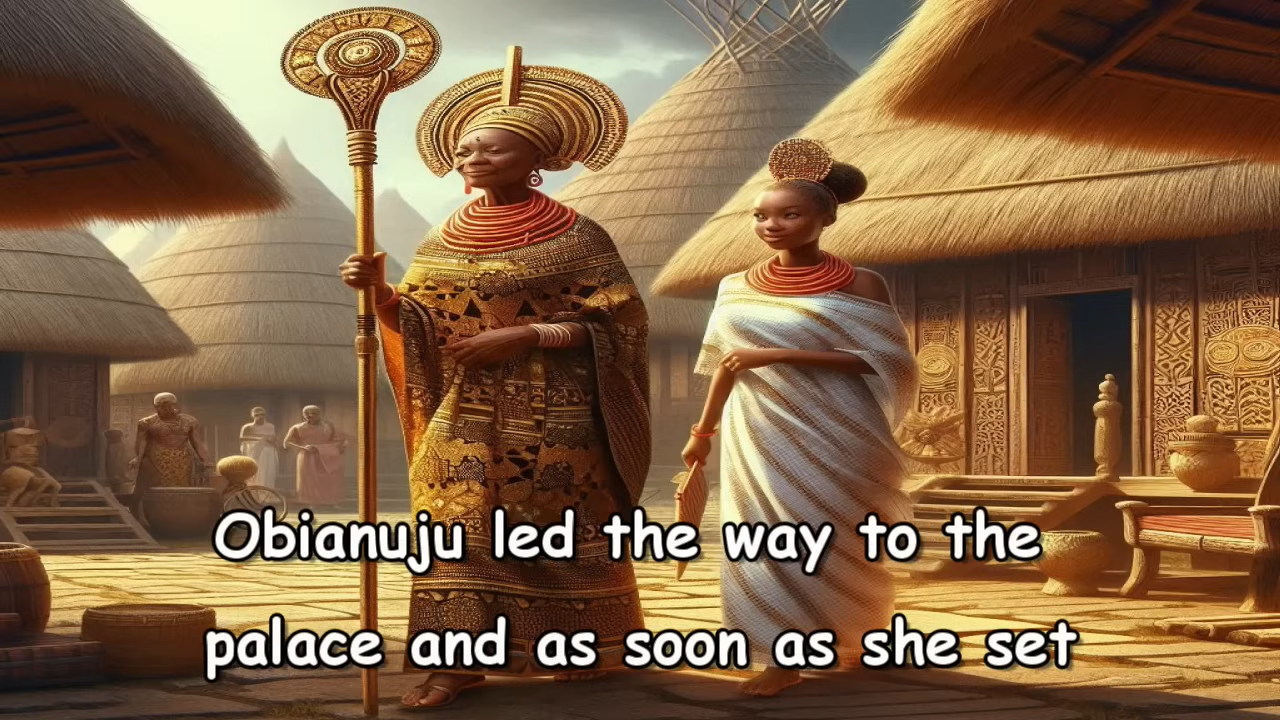 Obianuju led the way to the
palace and as soon as she set